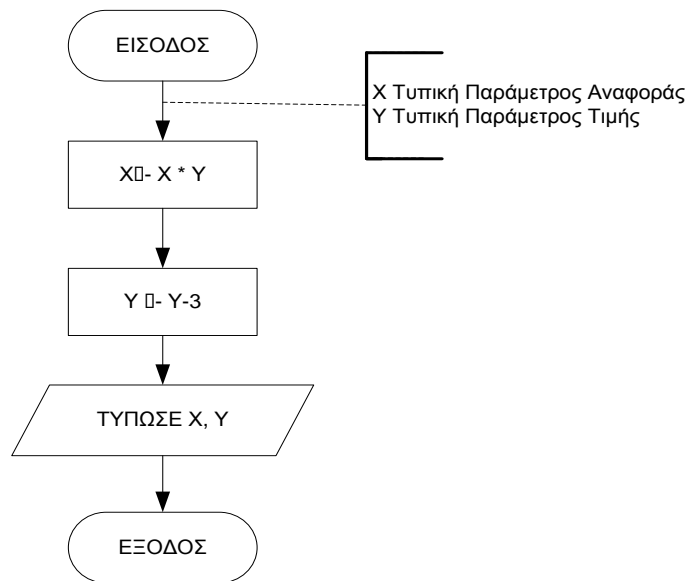 ΕΙΣΟΔΟΣ
Χ Τυπική Παράμετρος Αναφοράς
Υ Τυπική Παράμετρος Τιμής
Χ▯- Χ * Υ
Υ ▯- Υ-3
ΤΥΠΩΣΕ Χ, Υ
ΕΞΟΔΟΣ